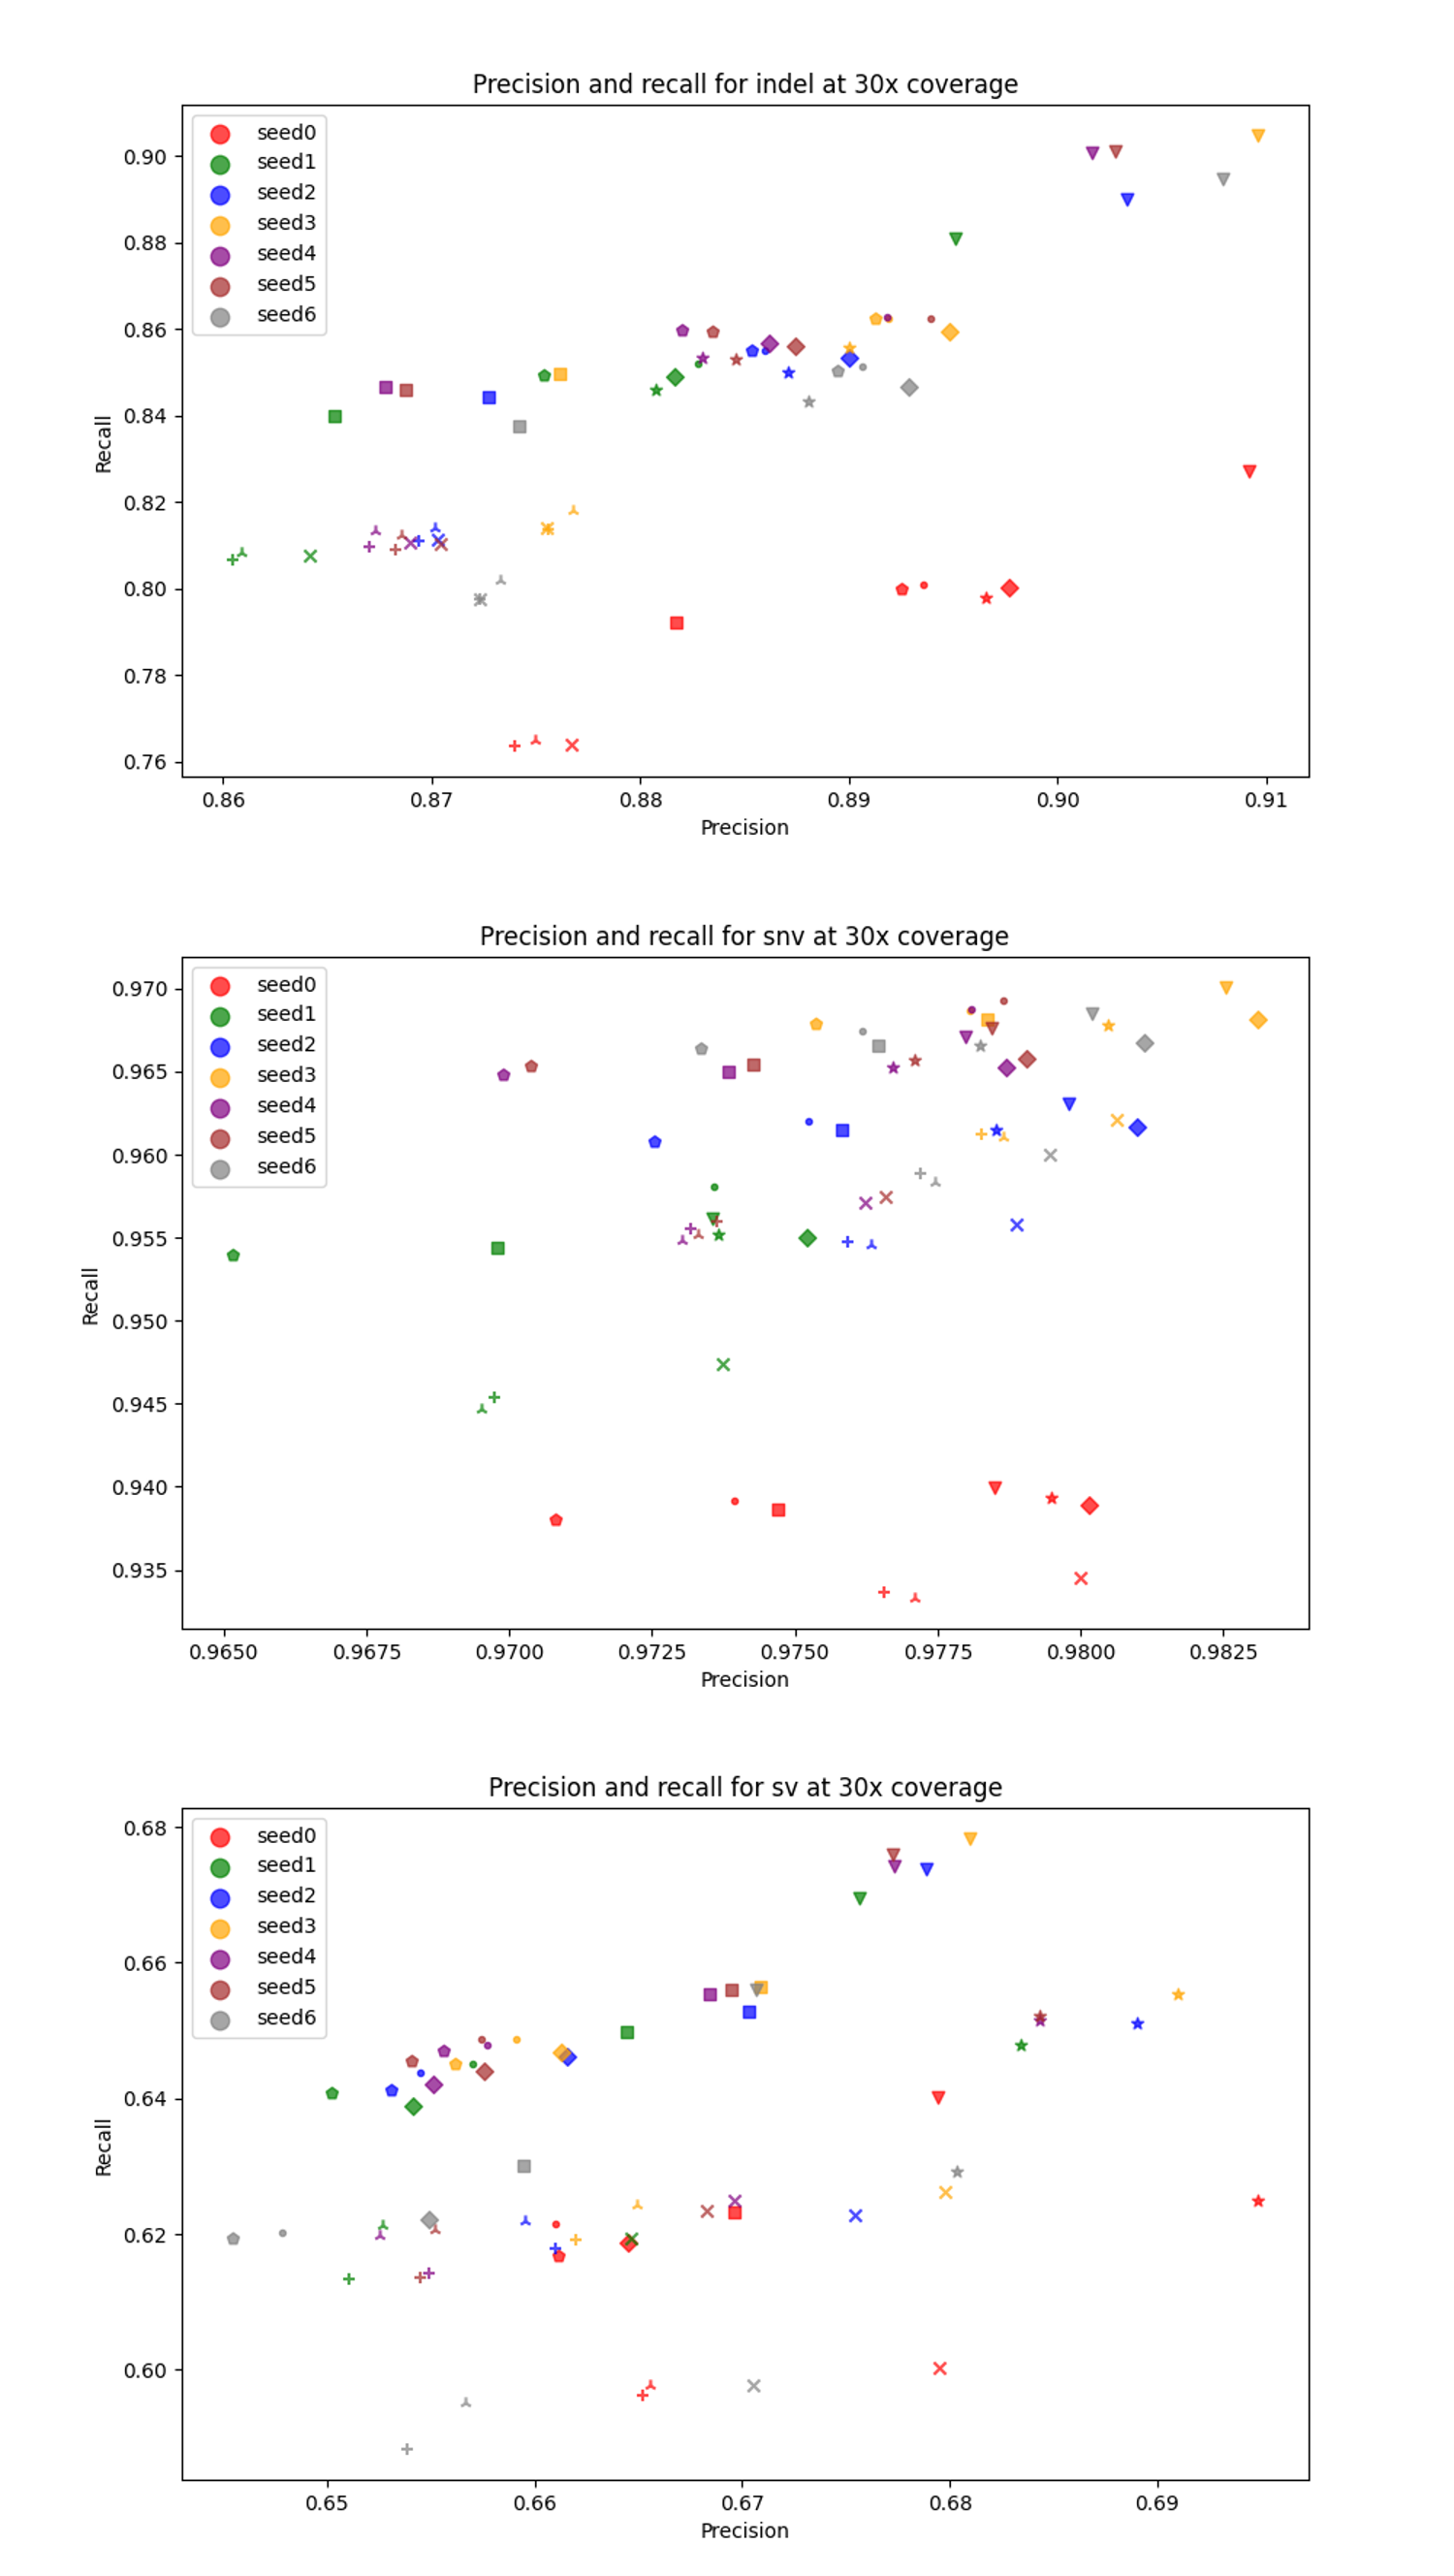 Precision and recall for indel at 30x coverage
seed0
seed1
seed2
seed3
seed4
seed5
seed6
0.90
0.88
0.86
0.84
0.82
0.80
0.78
0.76
Recall
0.86 0.87 0.88 0.89 0.90 0.91
Precision
Precision and recall for snv at 30x coverage
seed0
seed1
seed2
seed3
seed4
seed5
seed6
0.970
0.965
0.960
0.955
0.950
0.945
0.940
0.935
Recall
0.9650 0.9675 0.9700 0.9725 0.9750 0.9775 0.9800 0.9825
Precision
Precision and recall for sv at 30x coverage
seed0
seed1
seed2
seed3
seed4
seed5
seed6
0.68
0.66
0.64
0.62
0.60
Recall
0.65 0.66 0.67 0.68 0.69
Precision